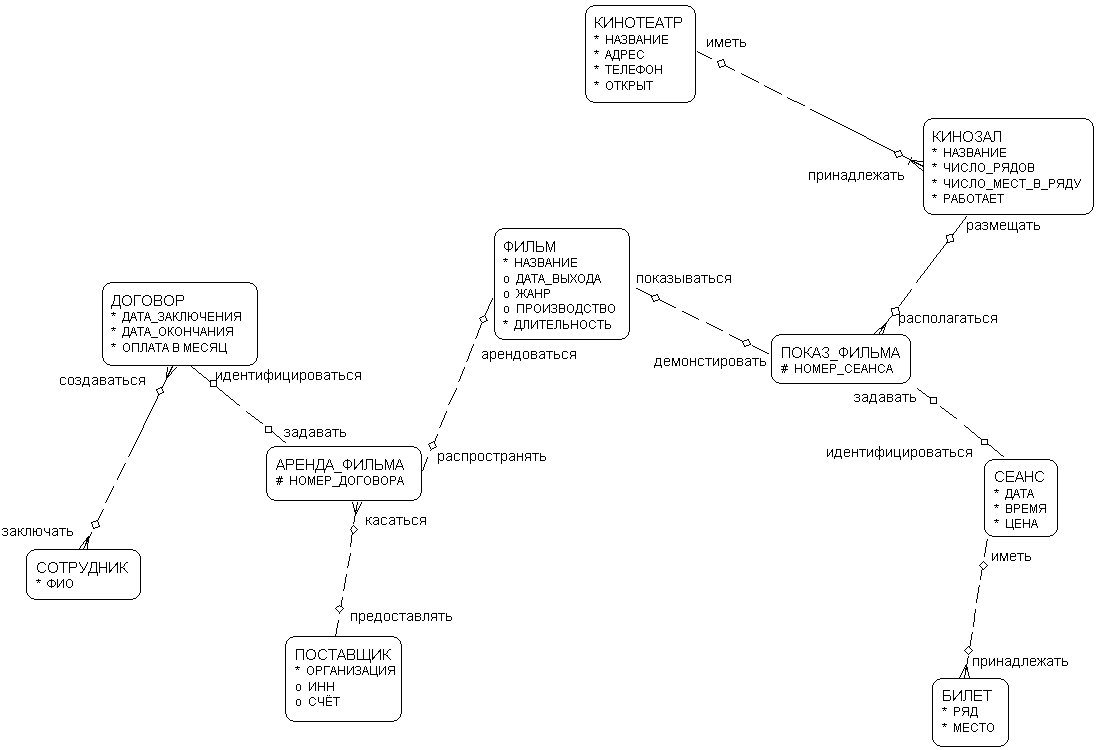 КИНОТЕАТР
* НАЗВАНИЕ
* АДРЕС
* ТЕЛЕФОН
* ОТКРЫТ
иметь
принадлежать
КИНОЗАЛ
* НАЗВАНИЕ
* ЧИСЛО_РЯДОВ
* ЧИСЛО_МЕСТ_В_РЯДУ
* РАБОТАЕТ
размещать
располагаться
ФИЛЬМ
* НАЗВАНИЕ
o ДАТА_ВЫХОДА
o ЖАНР
o ПРОИЗВОДСТВО
* ДЛИТЕЛЬНОСТЬ
показываться
демонстировать
арендоваться
распространять
ПОКАЗ_ФИЛЬМА
# НОМЕР_СЕАНСА
задавать
идентифицироваться
ДОГОВОР
* ДАТА_ЗАКЛЮЧЕНИЯ
* ДАТА_ОКОНЧАНИЯ
* ОПЛАТА В МЕСЯЦ
создаваться
идентифицироваться
задавать
АРЕНДА_ФИЛЬМА
# НОМЕР_ДОГОВОРА
касаться
заключать
СОТРУДНИК
* ФИО
предоставлять
ПОСТАВЩИК
* ОРГАНИЗАЦИЯ
o ИНН
o СЧЁТ
СЕАНС
* ДАТА
* ВРЕМЯ
* ЦЕНА
иметь
принадлежать
БИЛЕТ
* РЯД
* МЕСТО